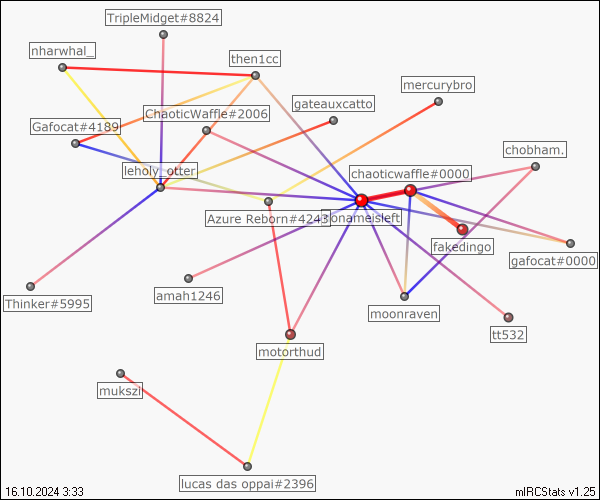 TripleMidget#8824
nharwhal_
then1cc
mercurybro
gateauxcatto
ChaoticWaffle#2006
Gafocat#4189
chobham.
leholy_otter
chaoticwaffle#0000
Azure Reborn#4243
onameisleft
fakedingo
gafocat#0000
Thinker#5995
amah1246
moonraven
tt532
motorthud
mukszi
lucas das oppai#2396
16.10.2024 3:33
mIRCStats v1.25